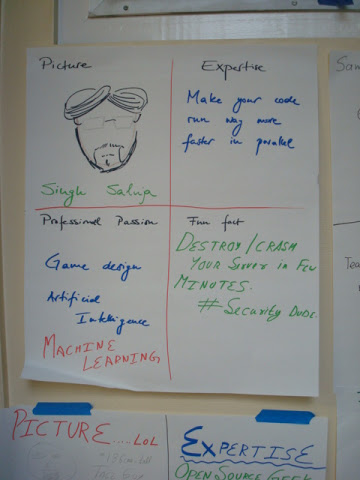 Picture
Singh Saluja
Expertise
Make your code
run way more
faster in parallel
Professional Passion
Game design
Artificial
Intelligence
MACHINE
LEARNING
Fun fact
DESTROY/CRASH
YOUR SERVER IN FEW
MINUTES.
# SECURITY DUDE
PICTURE....LOL
EXPERTISE
OPEN SOURCE GEEK